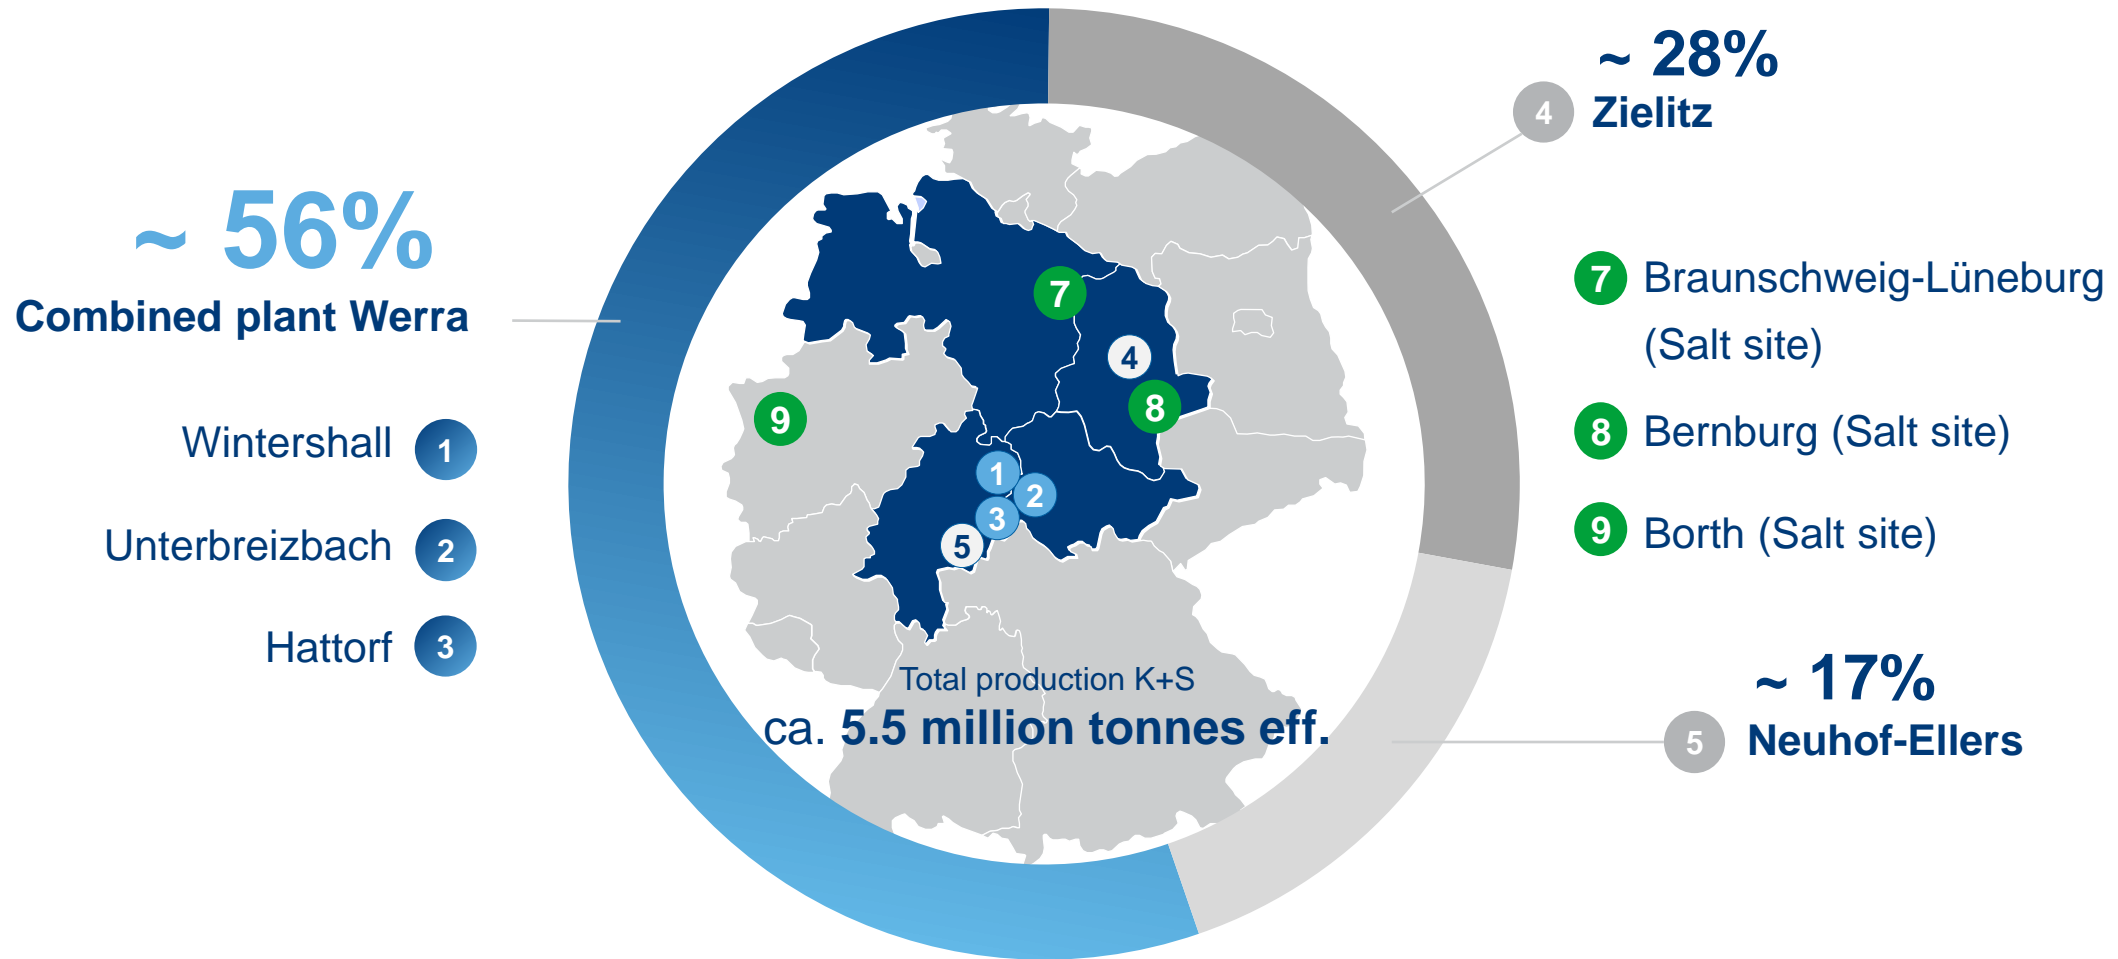 ~ 56%
Combined plant Werra
Wintershall 1
Unterbreizbach 2
Hattorf 3
7
4
8
9
1
2
3
5
Total production K+S
ca. 5.5 million tonnes eff.
~ 28%
4 Zielitz
7 Braunschweig-Lüneburg
(Salt site)
8 Bernburg (Salt site)
9 Borth (Salt site)
~ 17%
5 Neuhof-Ellers